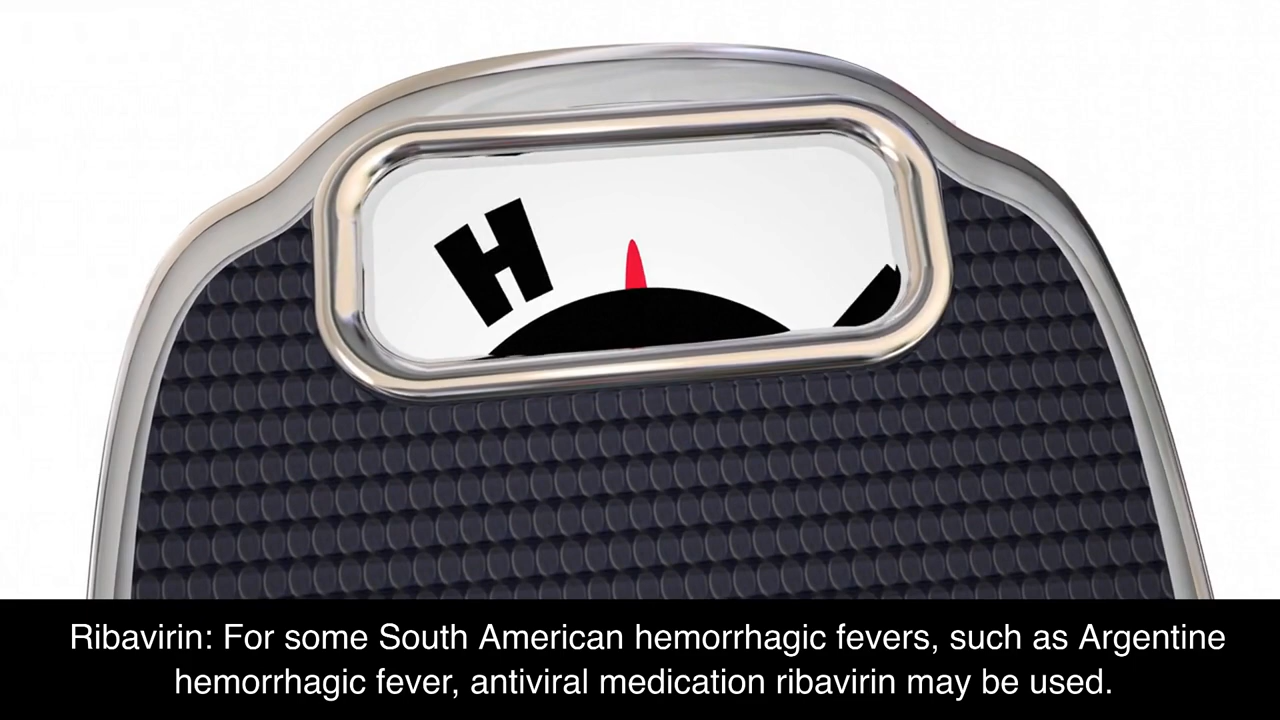 H
Ribavirin: For some South American hemorrhagic fevers, such as Argentine
hemorrhagic fever, antiviral medication ribavirin may be used.